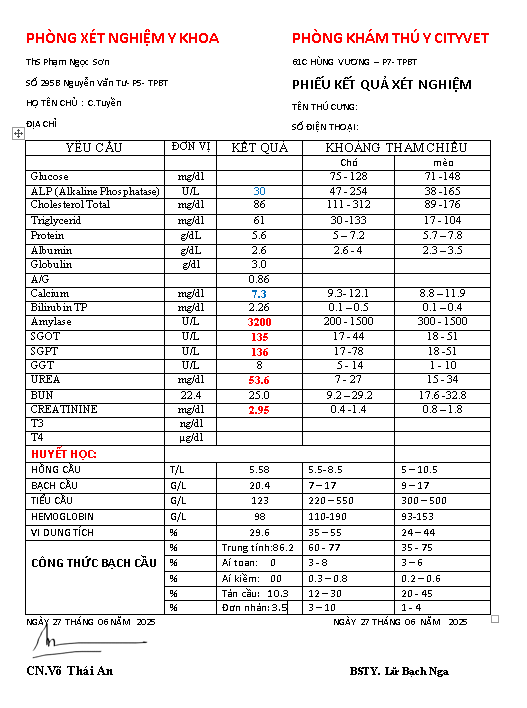 PHÒNG XÉT NGHIỆM Y KHOA PHÒNG KHÁM THÚ Y CITYVET
ThS Phạm Ngọc Sơn 61C HÙNG VƯƠNG – P7- TPBT
SỐ 295B Nguyễn Văn Tư- P5- TPBT PHIẾU KẾT QUẢ XÉT NGHIỆM
HỌ TÊN CHỦ : C.Tuyền TÊN THÚ CƯNG:
ĐỊA CHỈ SỐ ĐIỆN THOẠI:
YÊU CẦU ĐƠN VỊ KẾT QUẢ KHOẢNG THAM CHIẾU
Chó mèo
Glucose mg/dl 75 - 128 71 -148
ALP (Alkaline Phosphatase) U/L 30 47 - 254 38 -165
Cholesterol Total mg/dl 86 111 - 312 89 -176
Triglycerid mg/dl 61 30 -133 17 - 104
Protein g/dL 5.6 5 – 7.2 5.7 – 7.8
Albumin g/dL 2.6 2.6 - 4 2.3 – 3.5
Globulin g/dl 3.0
A/G 0.86
Calcium mg/dl 7.3 9.3- 12.1 8.8 – 11.9
Bilirubin TP mg/dl 2.26 0.1 – 0.5 0.1 – 0.4
Amylase U/L 3200 200 - 1500 300 - 1500
SGOT U/L 135 17 - 44 18 - 51
SGPT U/L 136 17 -78 18 -51
GGT U/L 8 5 - 14 1 - 10
UREA mg/dl 53.6 7 - 27 15 - 34
BUN 22.4 25.0 9.2 – 29.2 17.6 -32.8
CREATININE mg/dl 2.95 0.4 -1.4 0.8 – 1.8
T3 ng/dl
T4 µg/dl
HUYẾT HỌC:
HỒNG CẦU T/L 5.58 5.5-8.5 5 – 10.5
BẠCH CẦU G/L 20.4 7 – 17 9 – 17
TIỂU CẦU G/L 123 220 – 550 300 – 500
HEMOGLOBIN G/L 98 110-190 93-153
VI DUNG TÍCH % 29.6 35 – 55 24 – 44
CÔNG THỨC BẠCH CẦU % Trung tính:86.2 60 - 77 35 - 75
% Aí toan: 0 3 - 8 3 – 6
% Aí kiềm: 00 0.3 – 0.8 0.2 – 0.6
% Tân cầu: 10.3 12 – 30 20 - 45
% Đơn nhân: 3.5 3 – 10 1 - 4
NGÀY 27 THÁNG 06 NĂM 2025 NGÀY 27 THÁNG 06 NĂM 2025
CN.Võ Thái An BSTY. Lữ Bạch Nga